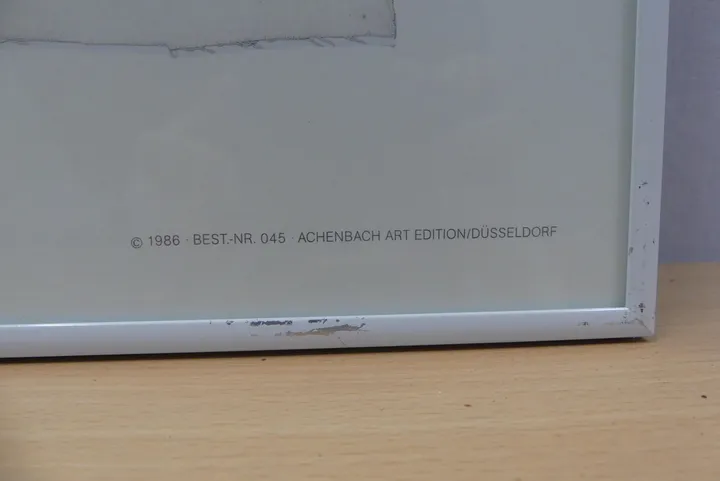 © 1986 · BEST.-NR. 045 · ACHENBACH ART EDITION/DÜSSELDORF